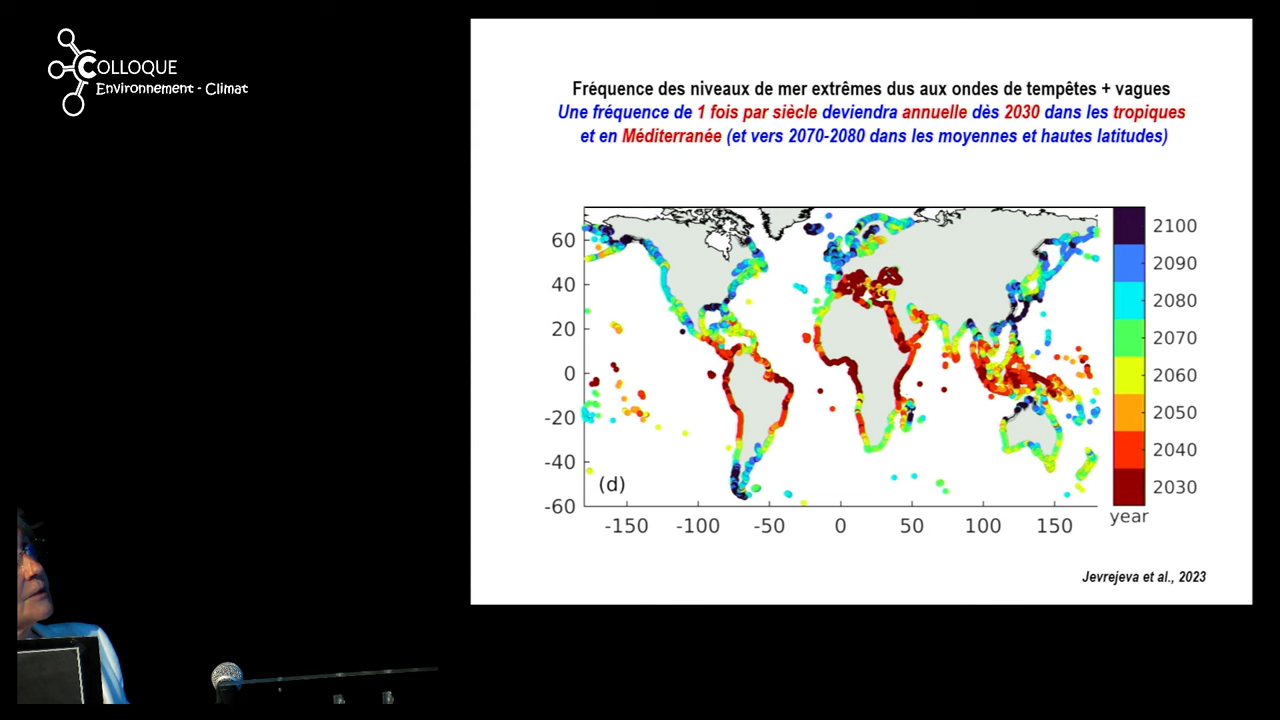 COLLOQUE
Environnement - Climat
Fréquence des niveaux de mer extrêmes dus aux ondes de tempêtes + vagues
Une fréquence de 1 fois par siècle deviendra annuelle dès 2030 dans les tropiques
et en Méditerranée (et vers 2070-2080 dans les moyennes et hautes latitudes)
60
40
20
0
-20
-40
-60
(d)
-150 -100 -50 0 50 100 150
2100
2090
2080
2070
2060
2050
2040
2030
year
Jevrejeva et al., 2023